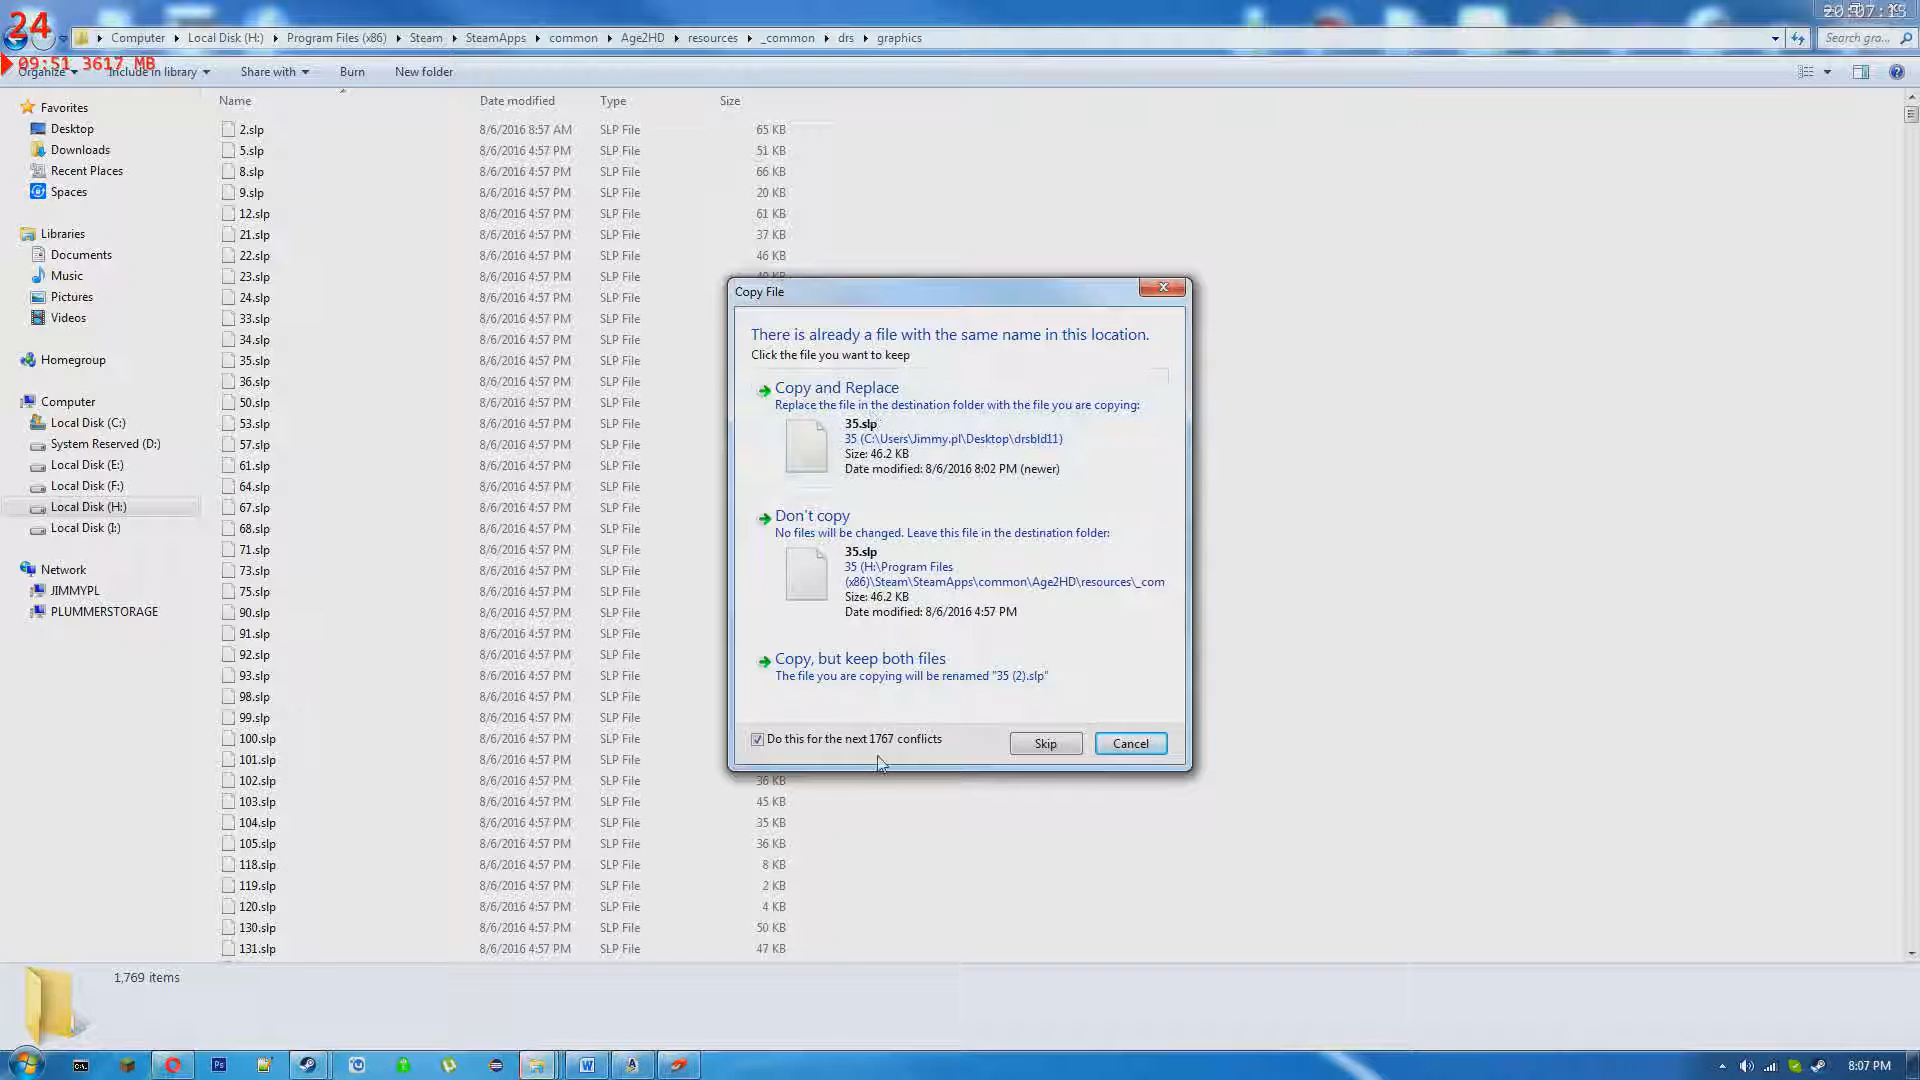 24
20:07:15
Computer Local Disk (H:) Program Files (x86) Steam SteamApps common Age2HD resources _common drs graphics
Search gra...
09:51 3617 MB
Organize Include in library Share with Burn New folder
Name Date modified Type Size
Favorites
Desktop
Downloads
Recent Places
Spaces
Libraries
Documents
Music
Pictures
Videos
Homegroup
Computer
Local Disk (C:)
System Reserved (D:)
Local Disk (E:)
Local Disk (F:)
Local Disk (H:)
Local Disk (I:)
Network
JIMMYPL
PLUMMERSTORAGE
2.slp 8/6/2016 8:57 AM SLP File 65 KB
5.slp 8/6/2016 4:57 PM SLP File 51 KB
8.slp 8/6/2016 4:57 PM SLP File 66 KB
9.slp 8/6/2016 4:57 PM SLP File 20 KB
12.slp 8/6/2016 4:57 PM SLP File 61 KB
21.slp 8/6/2016 4:57 PM SLP File 37 KB
22.slp 8/6/2016 4:57 PM SLP File 46 KB
23.slp 8/6/2016 4:57 PM SLP File
24.slp 8/6/2016 4:57 PM SLP File
33.slp 8/6/2016 4:57 PM SLP File
34.slp 8/6/2016 4:57 PM SLP File
35.slp 8/6/2016 4:57 PM SLP File
36.slp 8/6/2016 4:57 PM SLP File
50.slp 8/6/2016 4:57 PM SLP File
53.slp 8/6/2016 4:57 PM SLP File
57.slp 8/6/2016 4:57 PM SLP File
61.slp 8/6/2016 4:57 PM SLP File
64.slp 8/6/2016 4:57 PM SLP File
67.slp 8/6/2016 4:57 PM SLP File
68.slp 8/6/2016 4:57 PM SLP File
71.slp 8/6/2016 4:57 PM SLP File
73.slp 8/6/2016 4:57 PM SLP File
75.slp 8/6/2016 4:57 PM SLP File
90.slp 8/6/2016 4:57 PM SLP File
91.slp 8/6/2016 4:57 PM SLP File
92.slp 8/6/2016 4:57 PM SLP File
93.slp 8/6/2016 4:57 PM SLP File
98.slp 8/6/2016 4:57 PM SLP File
99.slp 8/6/2016 4:57 PM SLP File
100.slp 8/6/2016 4:57 PM SLP File
101.slp 8/6/2016 4:57 PM SLP File
102.slp 8/6/2016 4:57 PM SLP File 36 KB
103.slp 8/6/2016 4:57 PM SLP File 45 KB
104.slp 8/6/2016 4:57 PM SLP File 35 KB
105.slp 8/6/2016 4:57 PM SLP File 36 KB
118.slp 8/6/2016 4:57 PM SLP File 8 KB
119.slp 8/6/2016 4:57 PM SLP File 2 KB
120.slp 8/6/2016 4:57 PM SLP File 4 KB
130.slp 8/6/2016 4:57 PM SLP File 50 KB
131.slp 8/6/2016 4:57 PM SLP File 47 KB
Copy File
There is already a file with the same name in this location.
Click the file you want to keep
Copy and Replace
Replace the file in the destination folder with the file you are copying:
35.slp
35 (C:\Users\Jimmy.pl\Desktop\drsbld11)
Size: 46.2 KB
Date modified: 8/6/2016 8:02 PM (newer)
Don't copy
No files will be changed. Leave this file in the destination folder:
35.slp
35 (H:\Program Files
(x86)\Steam\SteamApps\common\Age2HD\resources\_com
Size: 46.2 KB
Date modified: 8/6/2016 4:57 PM
Copy, but keep both files
The file you are copying will be renamed "35 (2).slp"
Do this for the next 1767 conflicts
Skip Cancel
1,769 items
8:07 PM